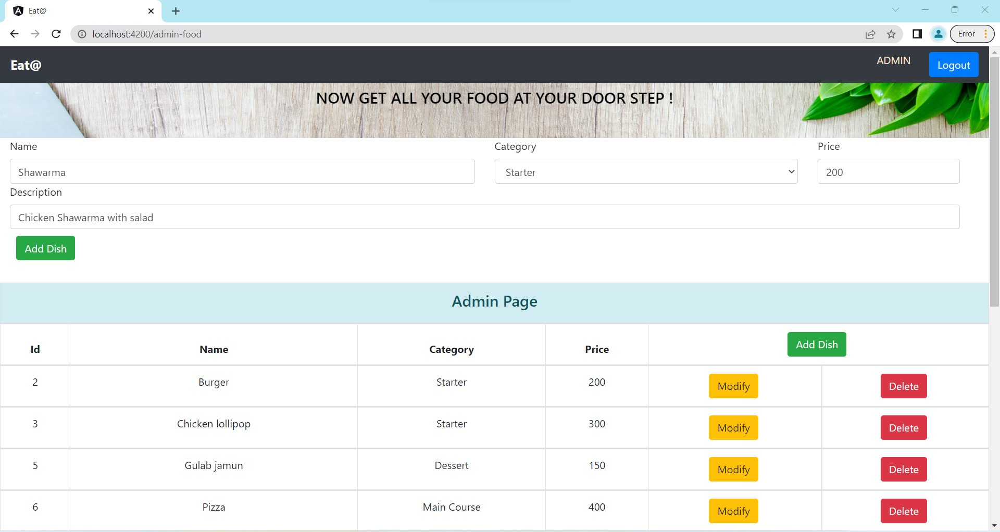 Eat@
localhost:4200/admin-food
Error
Eat@
ADMIN
Logout
NOW GET ALL YOUR FOOD AT YOUR DOOR STEP !
Name Category Price
Shawarma Starter 200
Description
Chicken Shawarma with salad
Add Dish
Admin Page
Id Name Category Price Add Dish
2 Burger Starter 200 Modify Delete
3 Chicken lollipop Starter 300 Modify Delete
5 Gulab jamun Dessert 150 Modify Delete
6 Pizza Main Course 400 Modify Delete